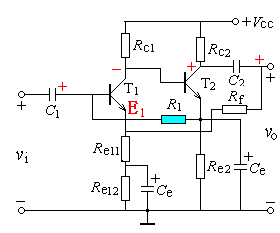 +VCC
Rc1
Rc2
+
+
+
T1
T2
C2
+
E1
R1
Rf
C1
+
Re11
vi
vo
+
+
Re12
Ce
Re2
Ce
−
−